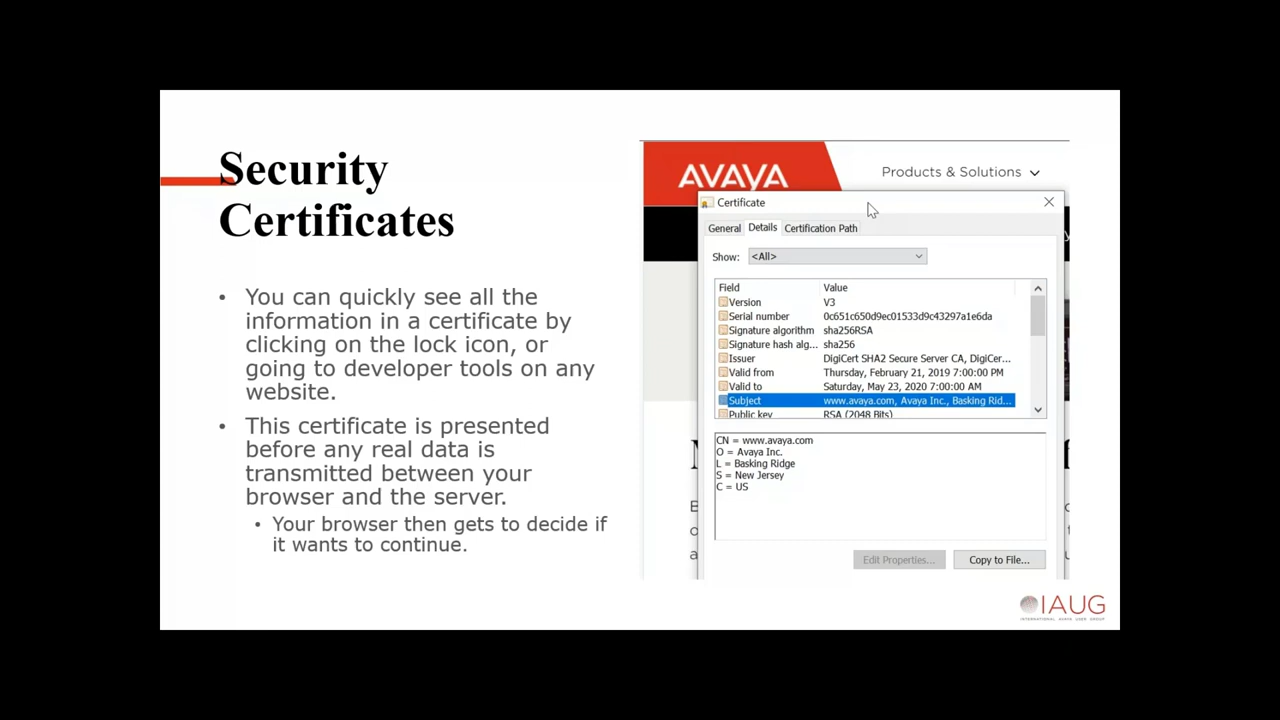 Security
Certificates
• You can quickly see all the
information in a certificate by
clicking on the lock icon, or
going to developer tools on any
website.
• This certificate is presented
before any real data is
transmitted between your
browser and the server.
• Your browser then gets to decide if
it wants to continue.
AVAYA
Products & Solutions
Certificate
General Details Certification Path
Show: <All>
Field Value
Version V3
Serial number 0c651c650d9ec01533d9c43297a1e6da
Signature algorithm sha256RSA
Signature hash alg... sha256
Issuer DigiCert SHA2 Secure Server CA, DigiCer...
Valid from Thursday, February 21, 2019 7:00:00 PM
Valid to Saturday, May 23, 2020 7:00:00 AM
Subject www.avaya.com, Avaya Inc., Basking Rid...
Public key RSA (2048 Bits)
CN = www.avaya.com
O = Avaya Inc.
L = Basking Ridge
S = New Jersey
C = US
Edit Properties... Copy to File...
IAUG
INTERNATIONAL AVAYA USER GROUP